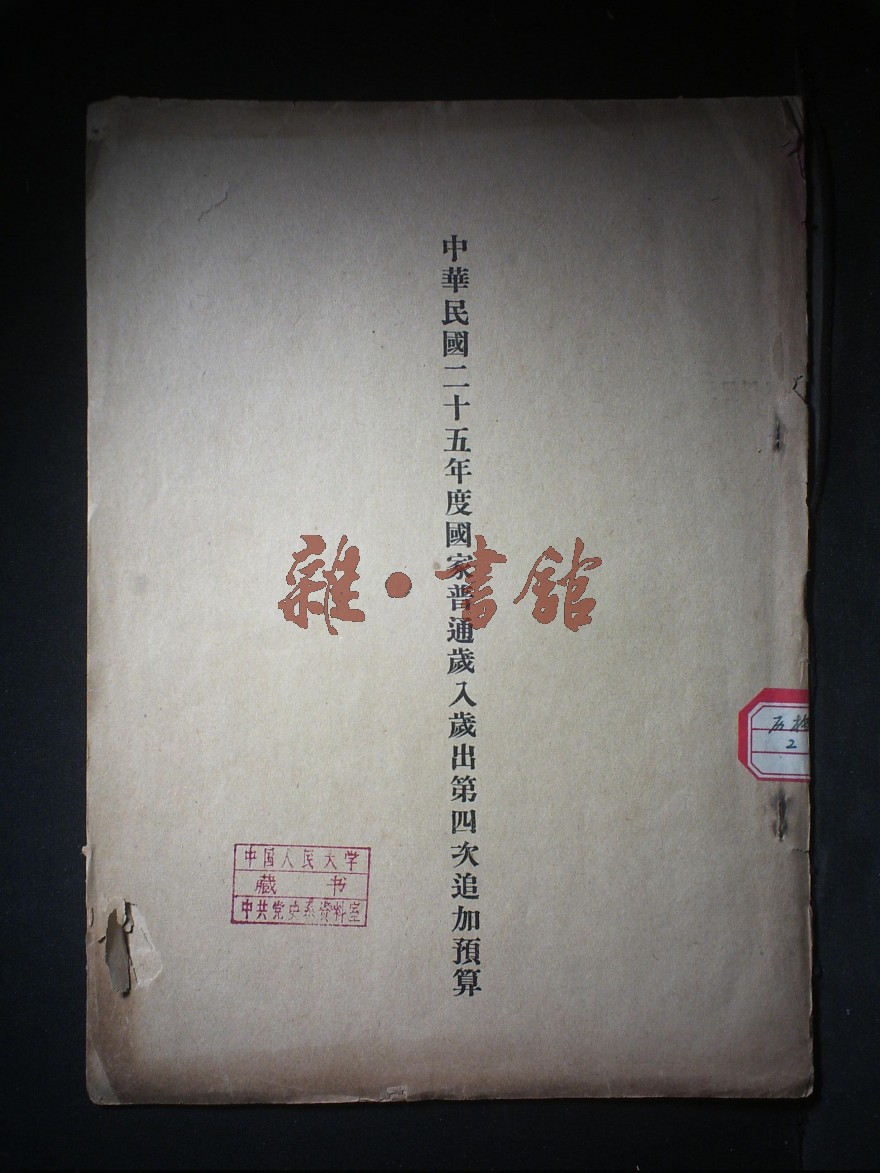 中華民國二十五年度國家普通歲入歲出第四次追加預算
雜·書館
中国人民大学
藏书
中共党史系资料室
2